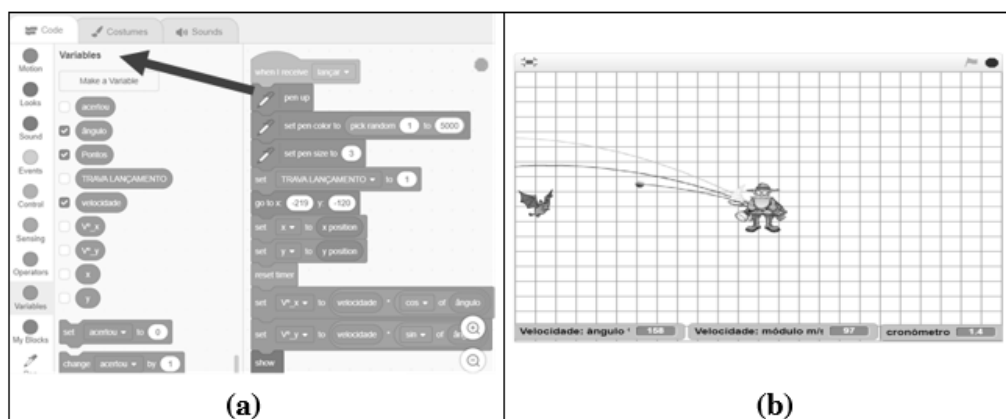 Code
Costumes
Sounds
Motion
Looks
Sound
Events
Control
Sensing
Operators
Variables
My Blocks
Variables
Make a Variable
acertou
ângulo
Pontos
TRAVA LANÇAMENTO
velocidade
Vº_x
Vº_y
x
y
set acertou to 0
change acertou by 1
when I receive lançar
pen up
set pen color to pick random 1 to 5000
set pen size to 3
set TRAVA LANÇAMENTO to 1
go to x: -219 y: -120
set x to x position
set y to y position
reset timer
set Vº_x to velocidade * cos of ângulo
set Vº_y to velocidade * sin of
show
(a)
Velocidade: ângulo 158
Velocidade: módulo m/s 97
cronômetro 1.4
(b)